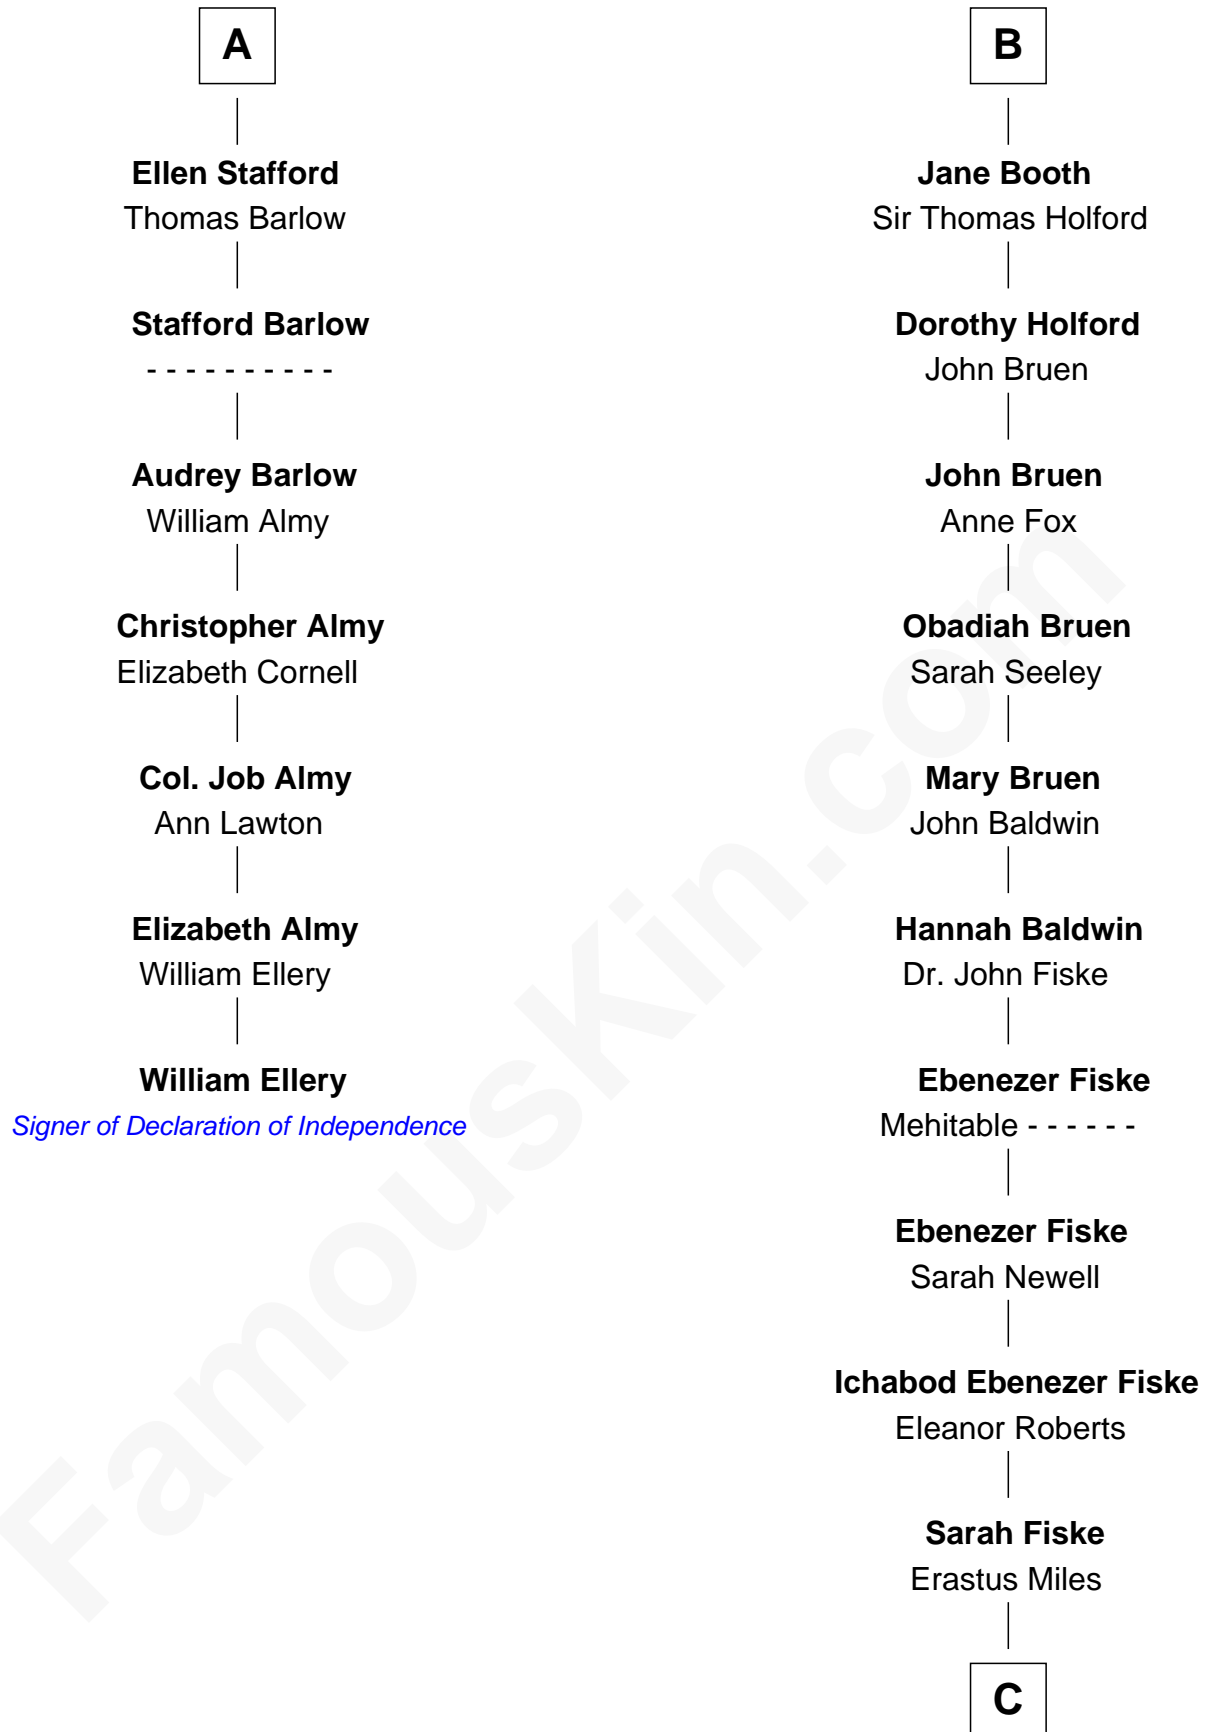 A
Ellen Stafford
Thomas Barlow
Stafford Barlow
- - - - - - - - - -
Audrey Barlow
William Almy
Christopher Almy
Elizabeth Cornell
Col. Job Almy
Ann Lawton
Elizabeth Almy
William Ellery
William Ellery
Signer of Declaration of Independence
B
Jane Booth
Sir Thomas Holford
Dorothy Holford
John Bruen
John Bruen
Anne Fox
Obadiah Bruen
Sarah Seeley
Mary Bruen
John Baldwin
Hannah Baldwin
Dr. John Fiske
Ebenezer Fiske
Mehitable - - - - - -
Ebenezer Fiske
Sarah Newell
Ichabod Ebenezer Fiske
Eleanor Roberts
Sarah Fiske
Erastus Miles
C
FamousKin.com